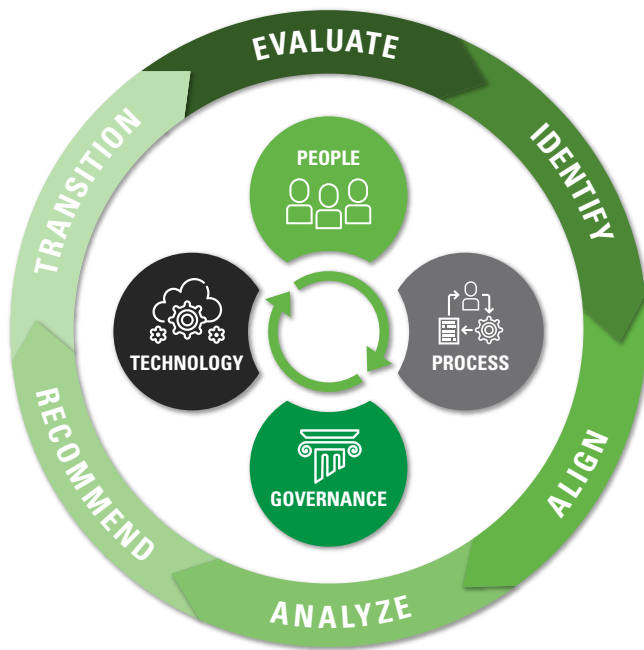 EVALUATE
IDENTIFY
ALIGN
ANALYZE
RECOMMEND
TRANSITION
PEOPLE
PROCESS
GOVERNANCE
TECHNOLOGY